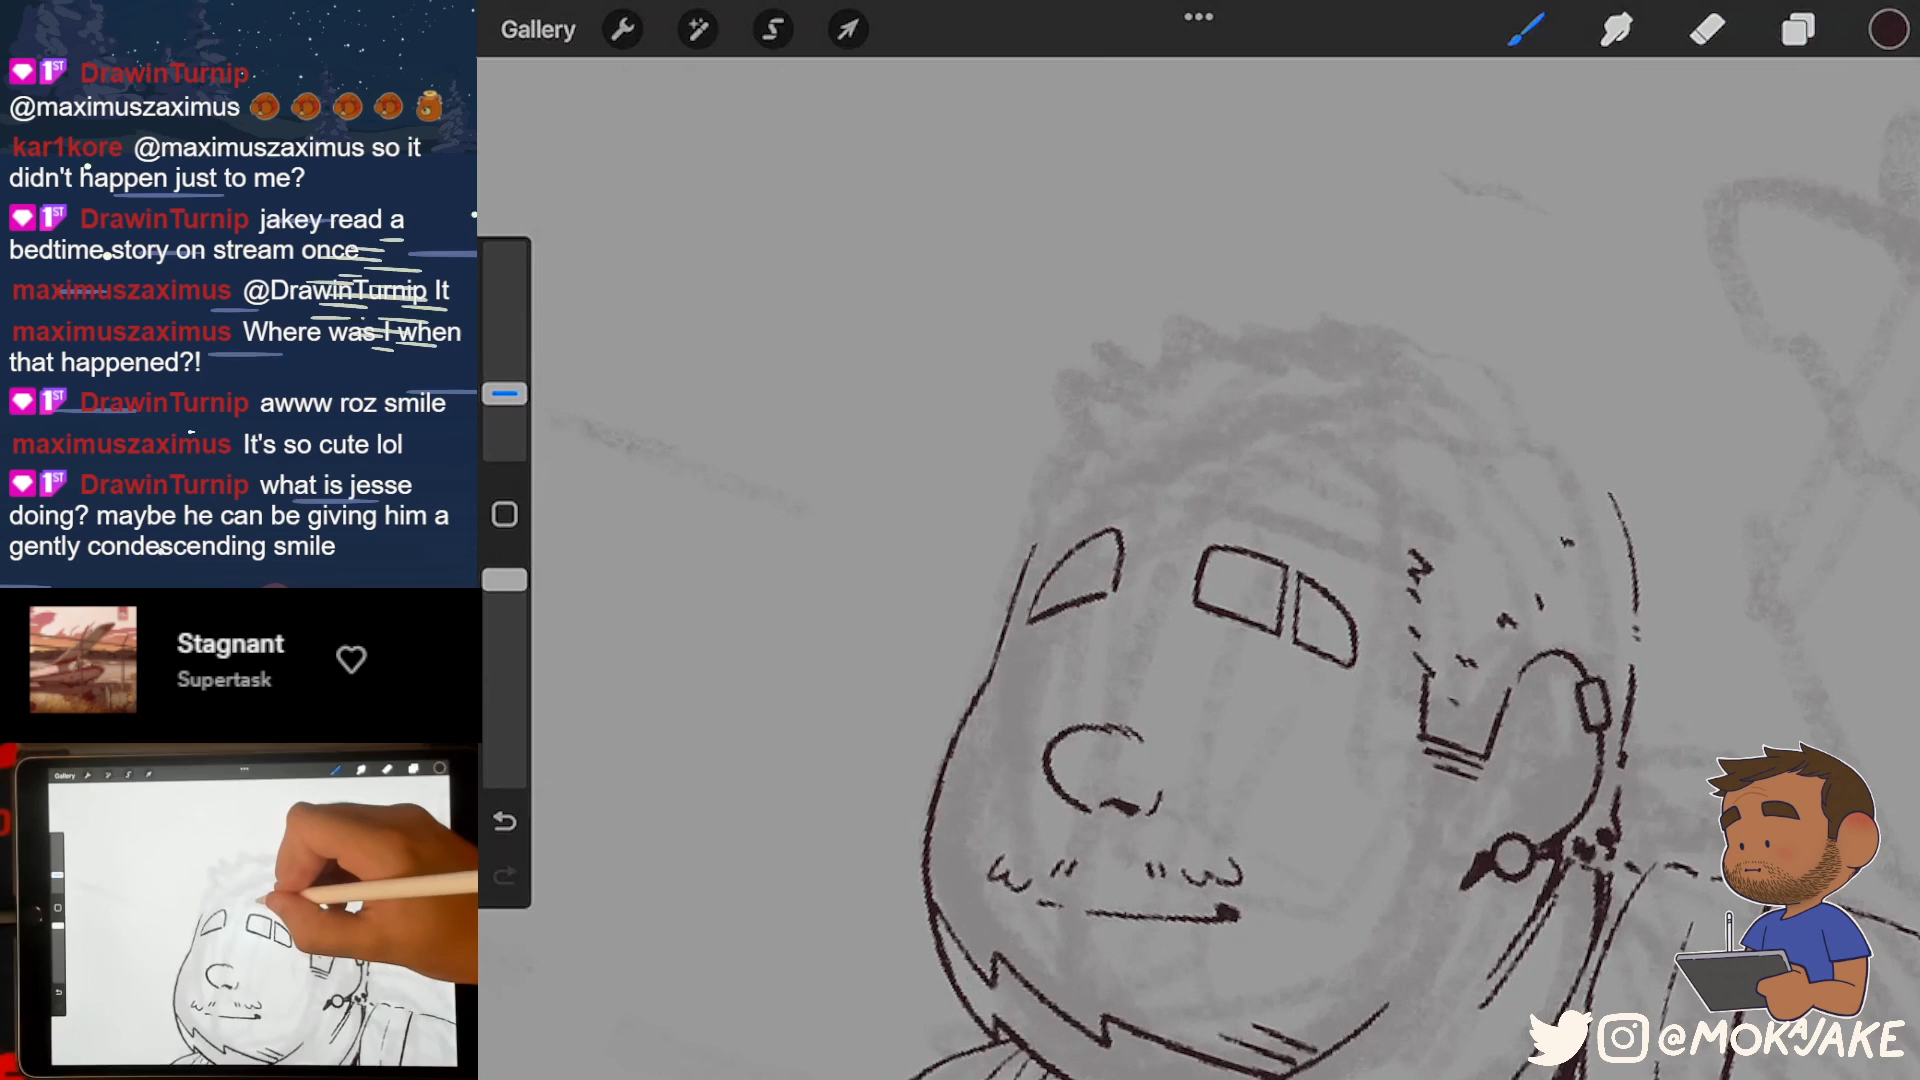 DrawinTurnip
@maximuszaximus
kar1kore @maximuszaximus so it
didn't happen just to me?
DrawinTurnip jakey read a
bedtime story on stream once
maximuszaximus @DrawinTurnip It
maximuszaximus Where was I when
that happened?!
DrawinTurnip awww roz smile
maximuszaximus It's so cute lol
DrawinTurnip what is jesse
doing? maybe he can be giving him a
gently condescending smile
Stagnant
Supertask
Gallery
Gallery
@MOKAJAKE